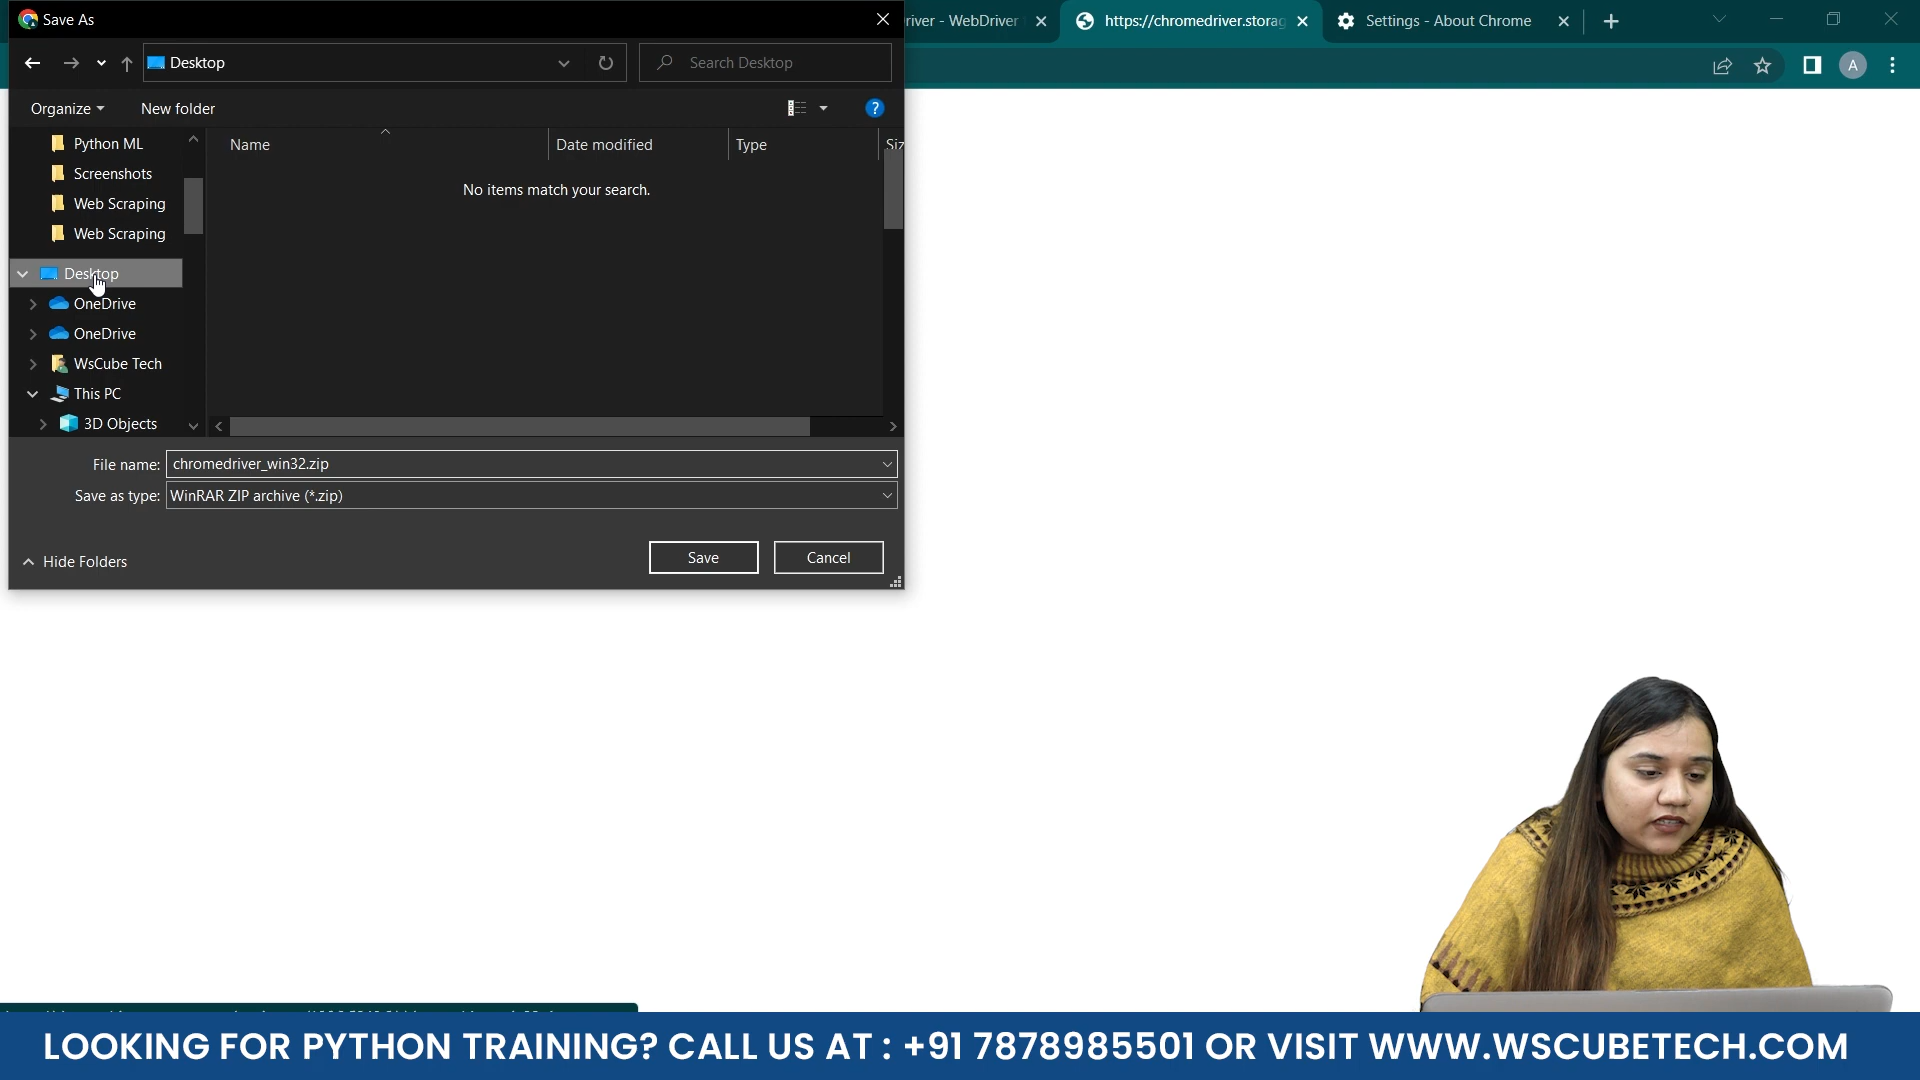 Save As
river - WebDriver
https://chromedriver.storag
Settings - About Chrome
Desktop
Search Desktop
A
Organize
New folder
?
Name
Date modified
Type
Siz
No items match your search.
Python ML
Screenshots
Web Scraping
Web Scraping
Desktop
OneDrive
OneDrive
WsCube Tech
This PC
3D Objects
File name: chromedriver_win32.zip
Save as type: WinRAR ZIP archive (*.zip)
Hide Folders
Save
Cancel
LOOKING FOR PYTHON TRAINING? CALL US AT : +91 7878985501 OR VISIT WWW.WSCUBETECH.COM